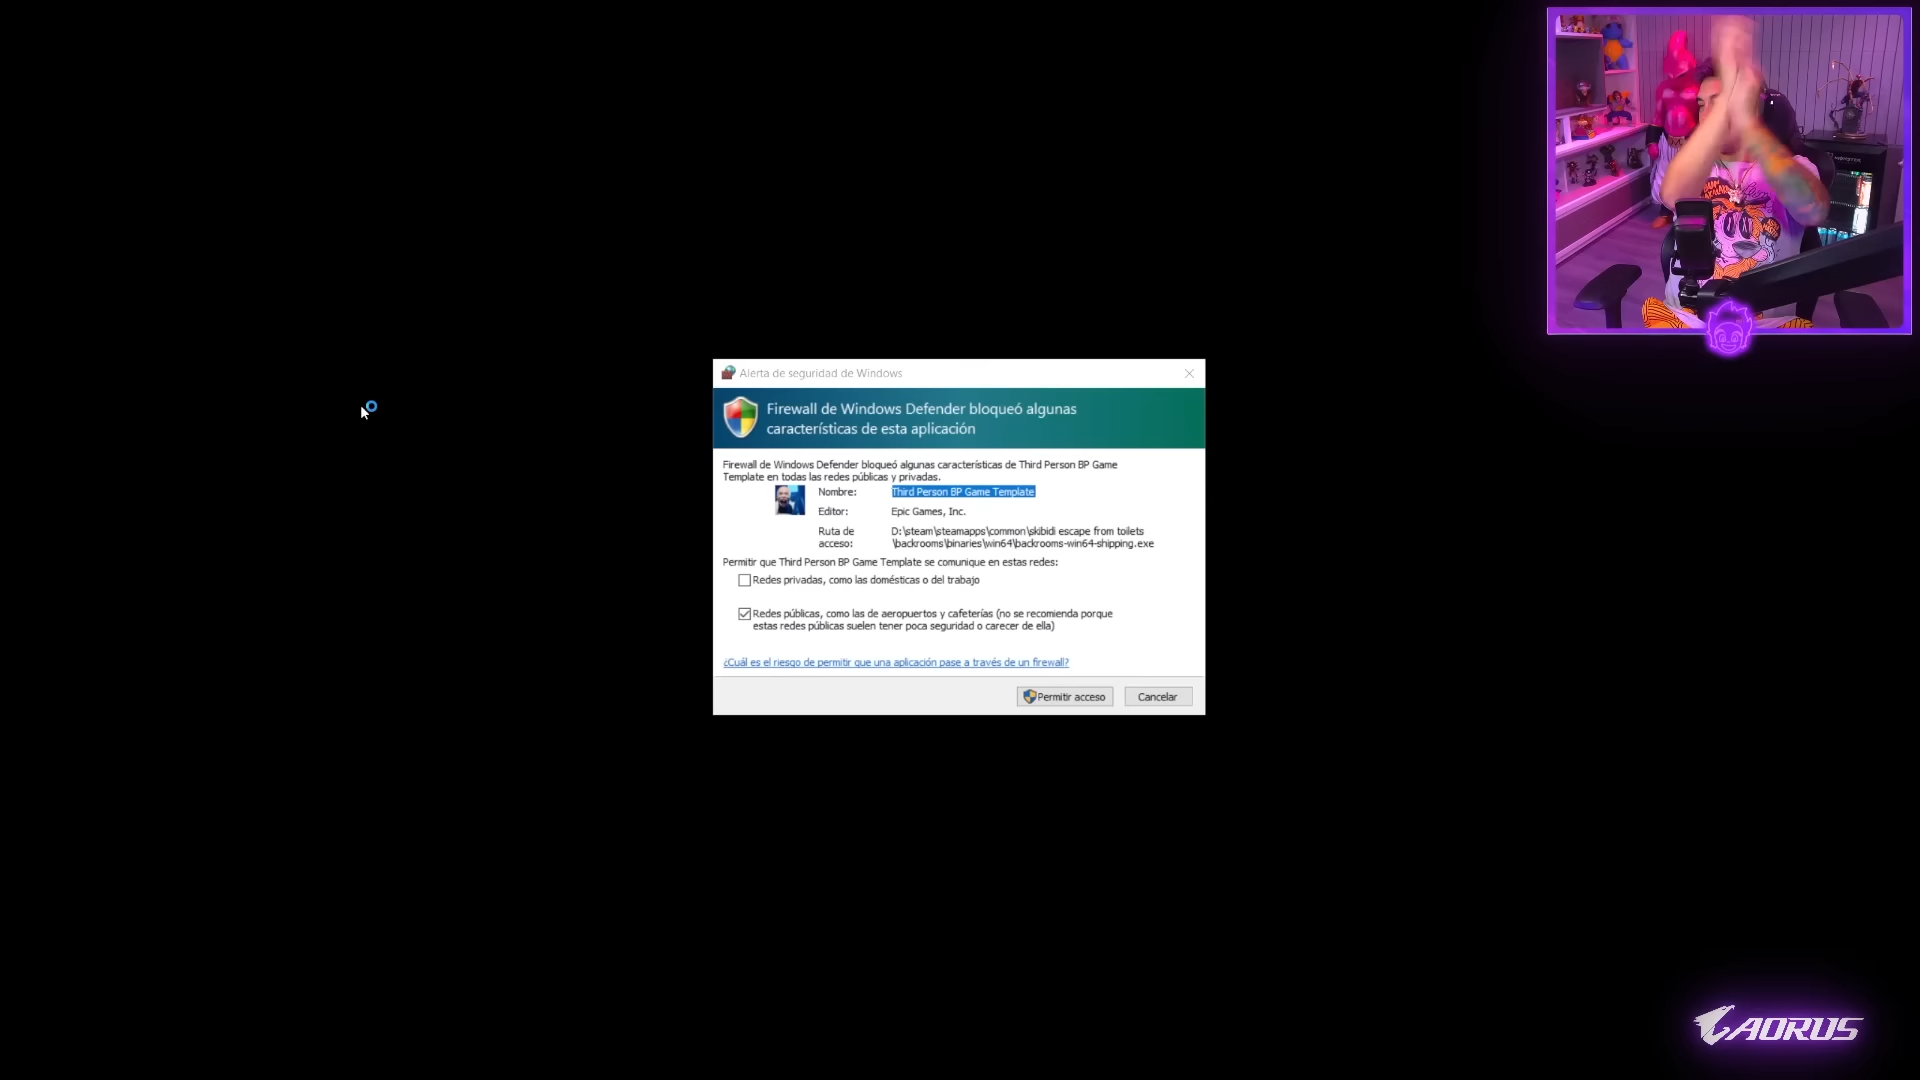 Alerta de seguridad de Windows
Firewall de Windows Defender bloqueó algunas
características de esta aplicación
Firewall de Windows Defender bloqueó algunas características de Third Person BP Game
Template en todas las redes públicas y privadas.
Nombre: Third Person BP Game Template
Editor: Epic Games, Inc.
Ruta de D:\steam\steamapps\common\skibidi escape from toilets
acceso: \backrooms\binaries\win64\backrooms-win64-shipping.exe
Permitir que Third Person BP Game Template se comunique en estas redes:
Redes privadas, como las domésticas o del trabajo
Redes públicas, como las de aeropuertos y cafeterías (no se recomienda porque
estas redes públicas suelen tener poca seguridad o carecer de ella)
¿Cuál es el riesgo de permitir que una aplicación pase a través de un firewall?
Permitir acceso Cancelar
AORUS